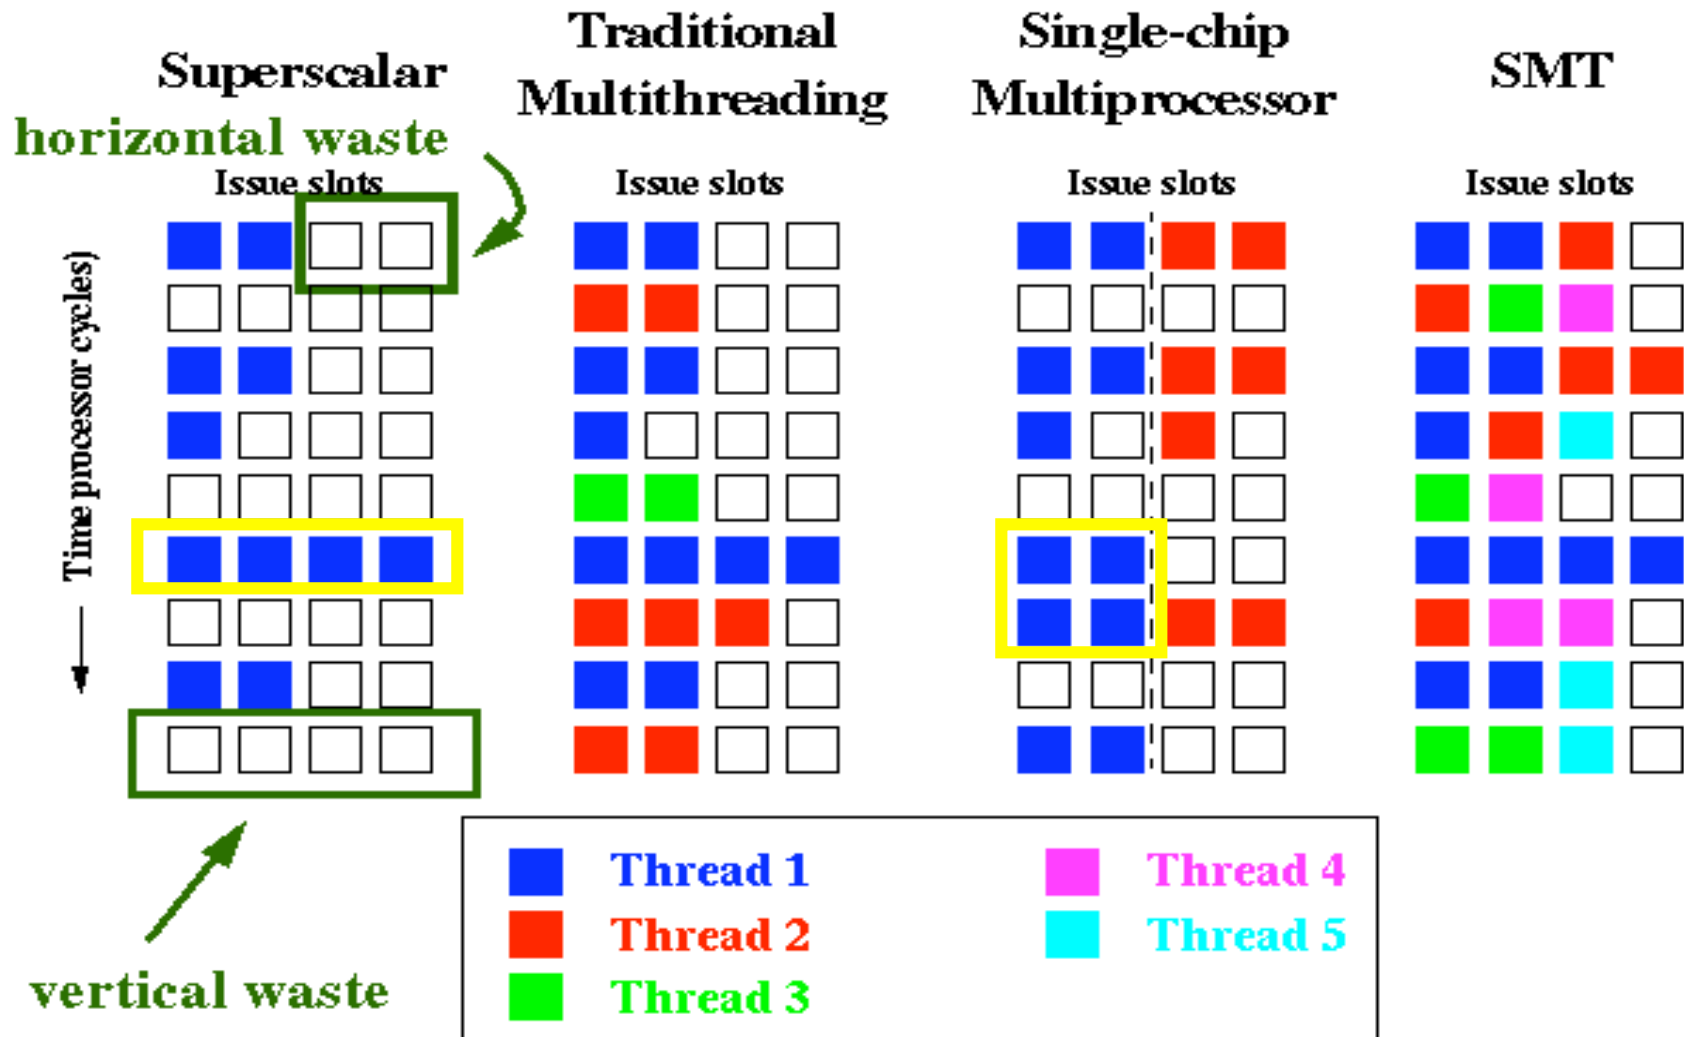 Superscalar
Traditional
Multithreading
Single-chip
Multiprocessor
SMT
horizontal waste
Issue slots
Issue slots
Issue slots
Issue slots
Time processor cycles)
vertical waste
Thread 1
Thread 4
Thread 2
Thread 5
Thread 3